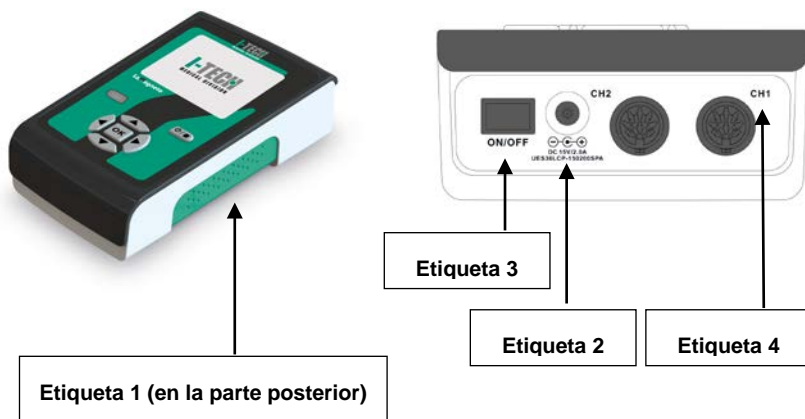 I-TECH
I-TECH
MEDICAL DIVISION
OK
CH2
CH1
ON/OFF
DC 15V/2.0A
UES36LCP-150200SPA
Etiqueta 3
Etiqueta 2
Etiqueta 4
Etiqueta 1 (en la parte posterior)